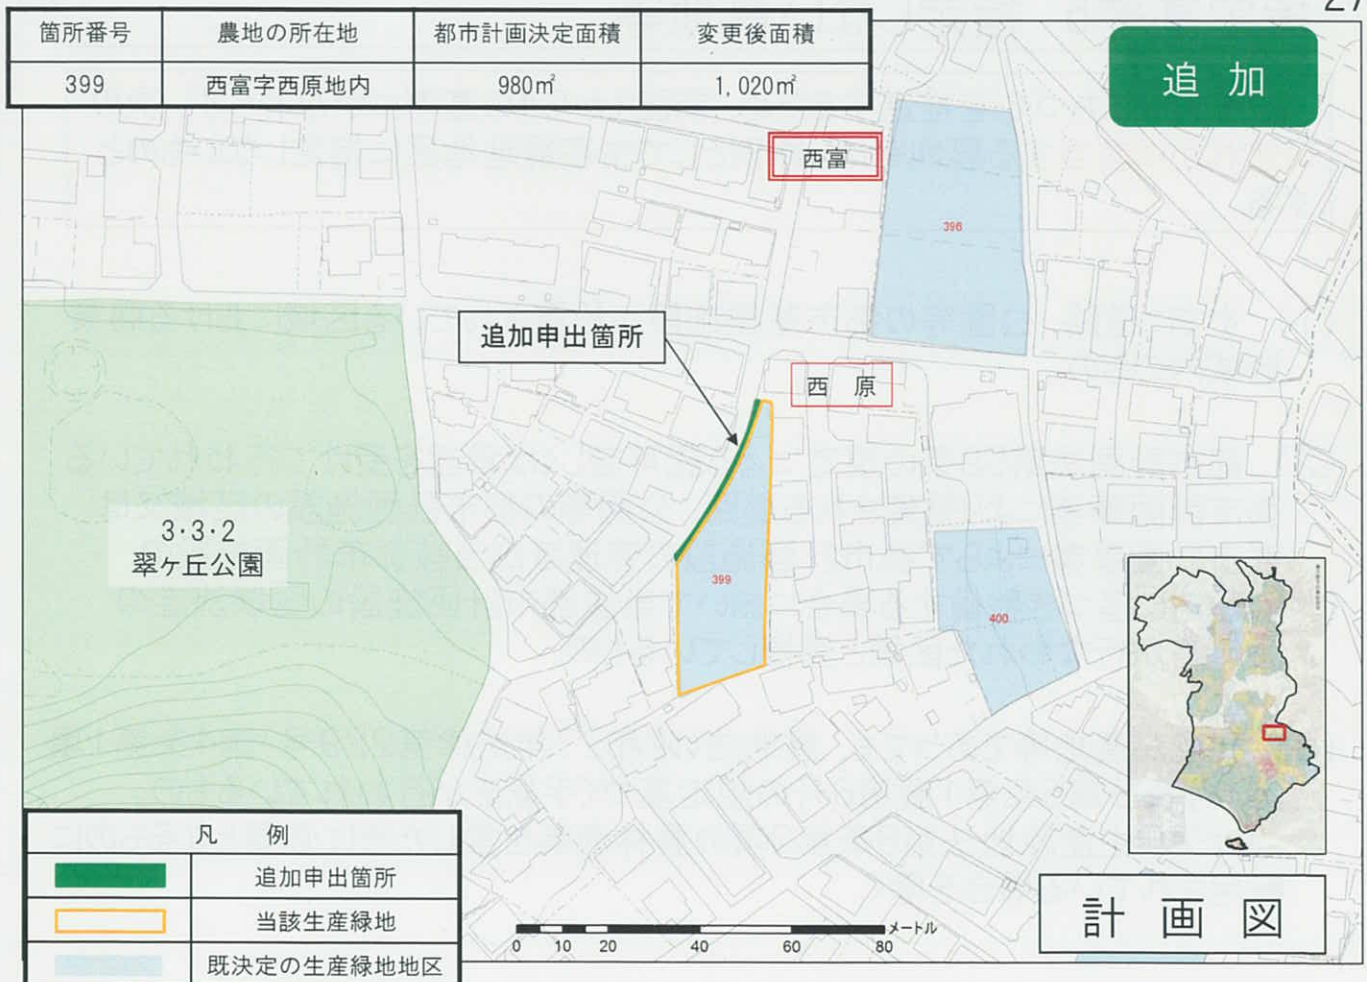 27
箇所番号 農地の所在地 都市計画決定面積 変更後面積
399 西富字西原地内 980㎡ 1,020㎡
追 加
西富
396
追加申出箇所
西 原
3・3・2
翠ヶ丘公園
399
400
凡 例
追加申出箇所
当該生産緑地
既決定の生産緑地地区
0 10 20 40 60 80 メートル
計 画 図